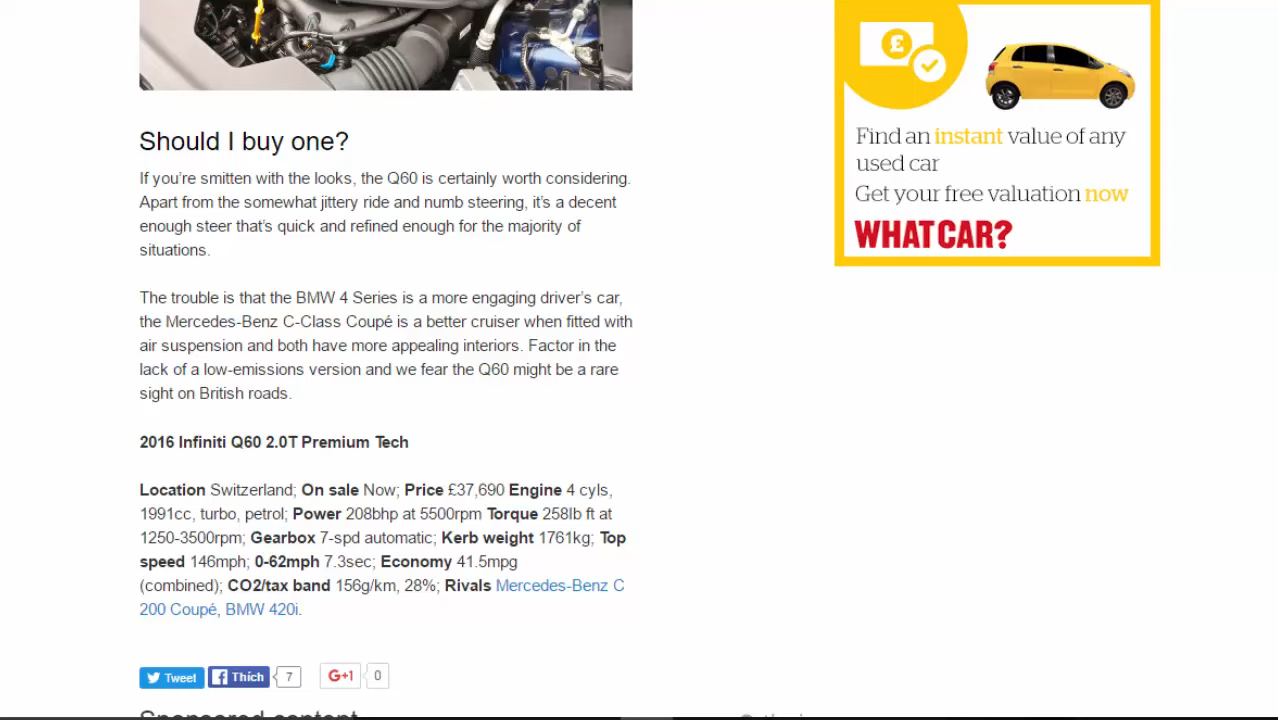 Should I buy one?
If you’re smitten with the looks, the Q60 is certainly worth considering.
Apart from the somewhat jittery ride and numb steering, it’s a decent
enough steer that’s quick and refined enough for the majority of
situations.
The trouble is that the BMW 4 Series is a more engaging driver’s car,
the Mercedes-Benz C-Class Coupé is a better cruiser when fitted with
air suspension and both have more appealing interiors. Factor in the
lack of a low-emissions version and we fear the Q60 might be a rare
sight on British roads.
2016 Infiniti Q60 2.0T Premium Tech
Location Switzerland; On sale Now; Price £37,690 Engine 4 cyls,
1991cc, turbo, petrol; Power 208bhp at 5500rpm Torque 258lb ft at
1250-3500rpm; Gearbox 7-spd automatic; Kerb weight 1761kg; Top
speed 146mph; 0-62mph 7.3sec; Economy 41.5mpg
(combined); CO2/tax band 156g/km, 28%; Rivals Mercedes-Benz C
200 Coupé, BMW 420i.
Tweet Thích 7 G+1 0
Sponsored content
£
Find an instant value of any
used car
Get your free valuation now
WHATCAR?